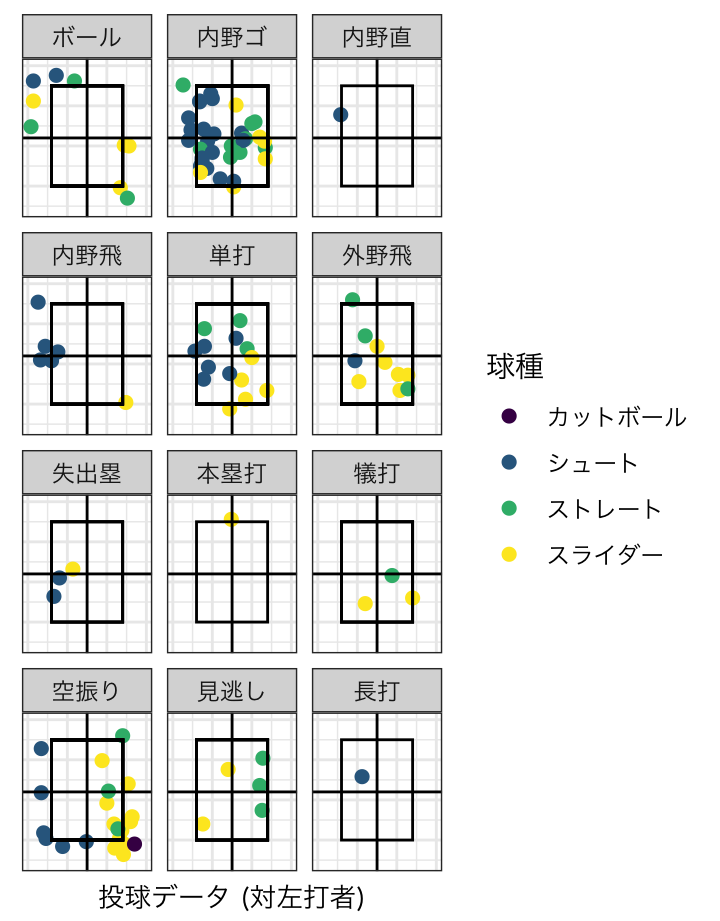 ボール
内野ゴ
内野直
内野飛
単打
外野飛
失出塁
本塁打
犠打
空振り
見逃し
長打
球種
カットボール
シュート
ストレート
スライダー
投球データ (対左打者)